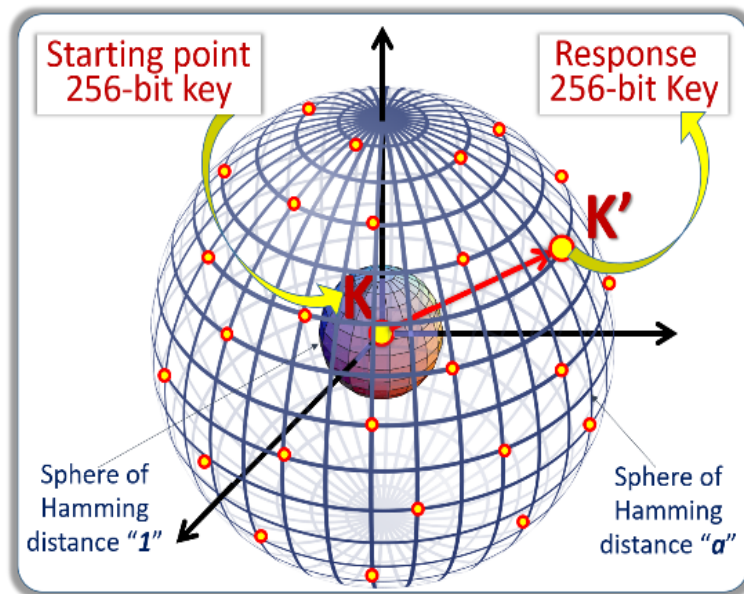 Starting point
256-bit key
Response
256-bit Key
K'
K
Sphere of
Hamming
distance “1”
Sphere of
Hamming
distance “a”